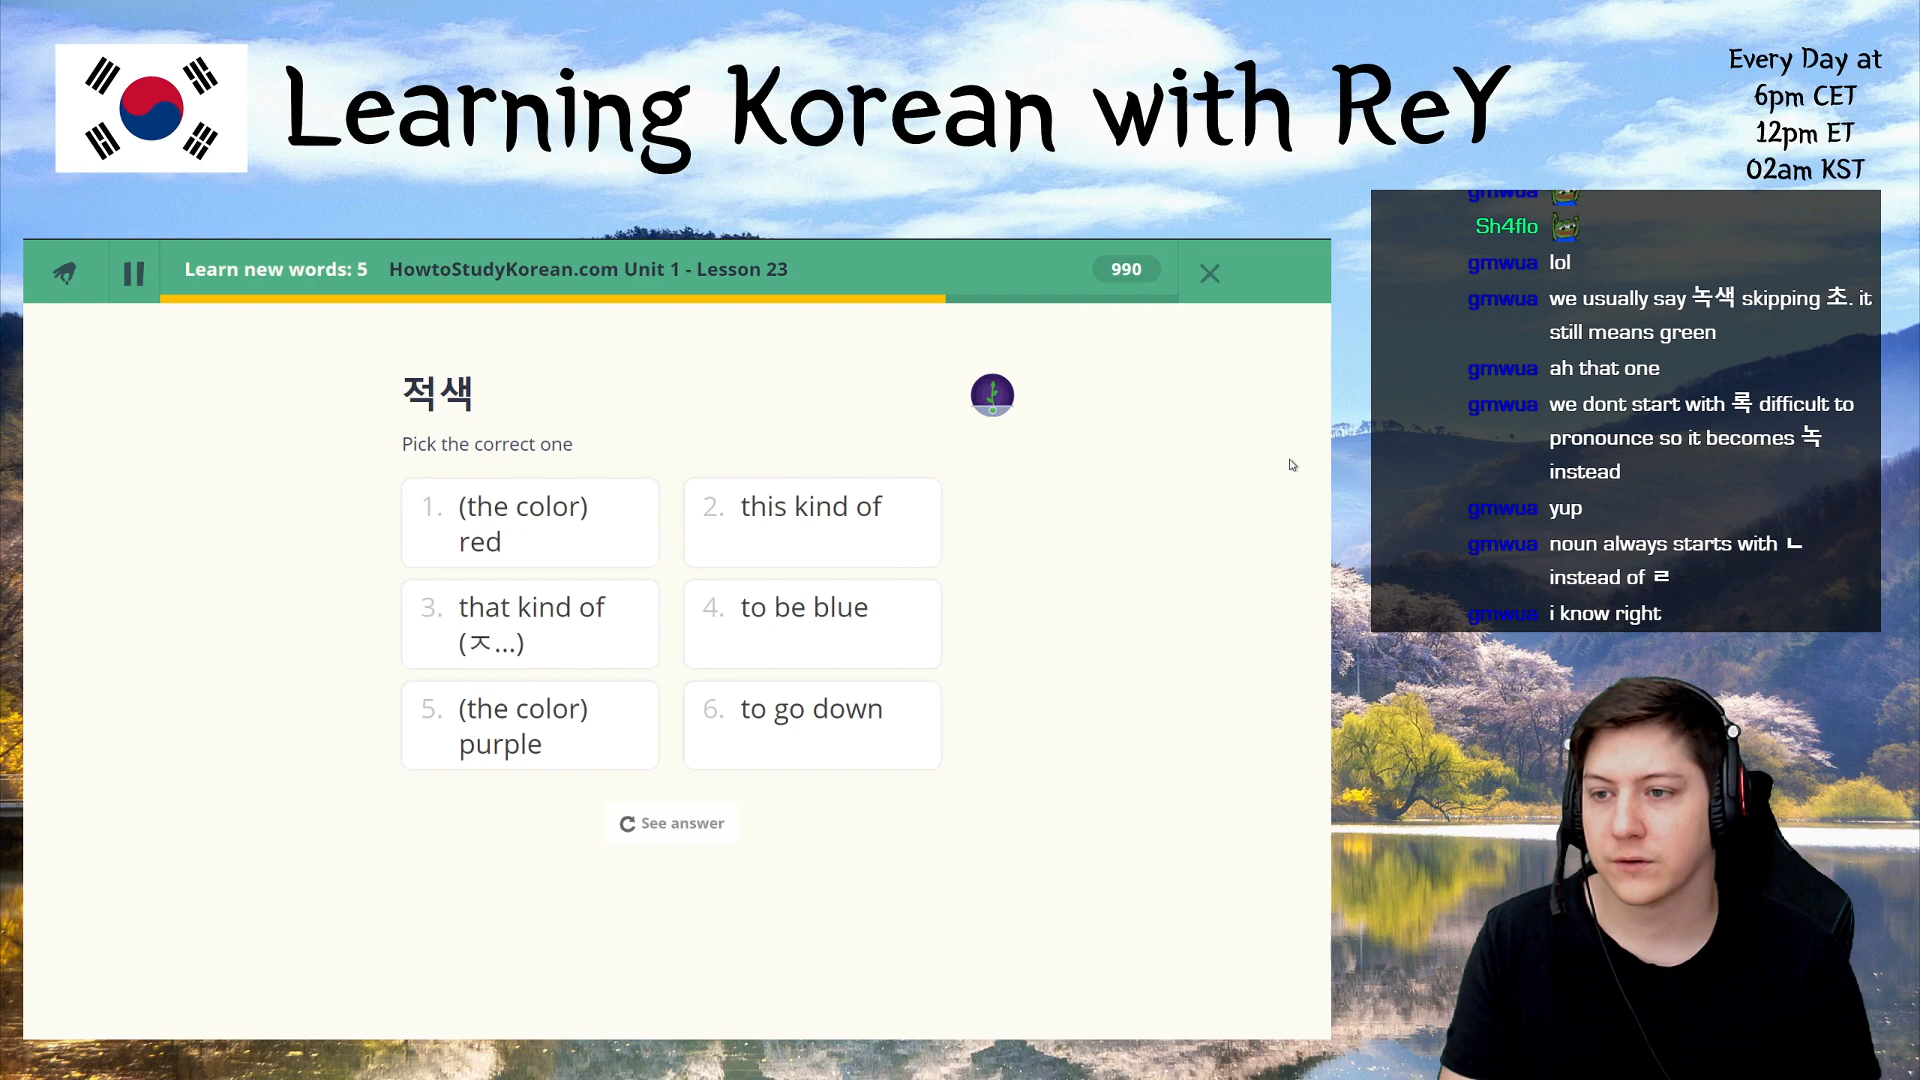 Learning Korean with ReY
Every Day at
6pm CET
12pm ET
02am KST
Learn new words: 5 HowtoStudyKorean.com Unit 1 - Lesson 23
990
적색
Pick the correct one
1. (the color)
red
2. this kind of
3. that kind of
(ㅈ...)
4. to be blue
5. (the color)
purple
6. to go down
See answer
gmwua
Sh4flo
gmwua lol
gmwua we usually say 녹색 skipping 초. it
still means green
gmwua ah that one
gmwua we dont start with 록 difficult to
pronounce so it becomes 녹
instead
gmwua yup
gmwua noun always starts with ㄴ
instead of ㄹ
gmwua i know right